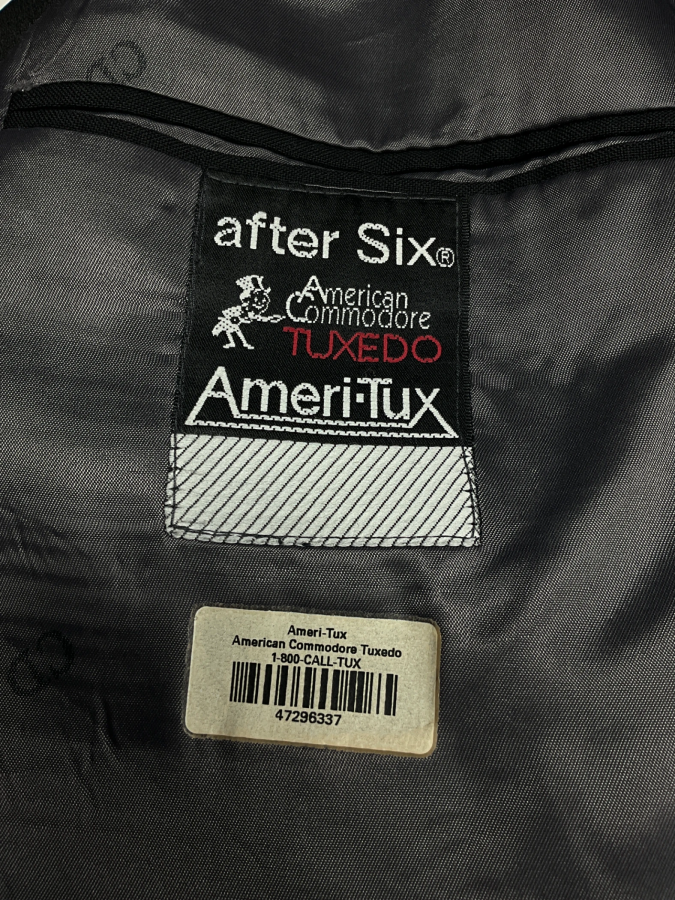 after Six®
American
Commodore
TUXEDO
Ameri-Tux
Ameri-Tux
American Commodore Tuxedo
1-800-CALL-TUX
47296337